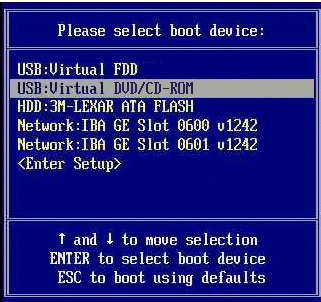 Please select boot device:
USB:Virtual FDD
USB:Virtual DVD/CD-ROM
HDD:3M-LEXAR ATA FLASH
Network:IBA GE Slot 0600 v1242
Network:IBA GE Slot 0601 v1242
<Enter Setup>
↑ and ↓ to move selection
ENTER to select boot device
ESC to boot using defaults